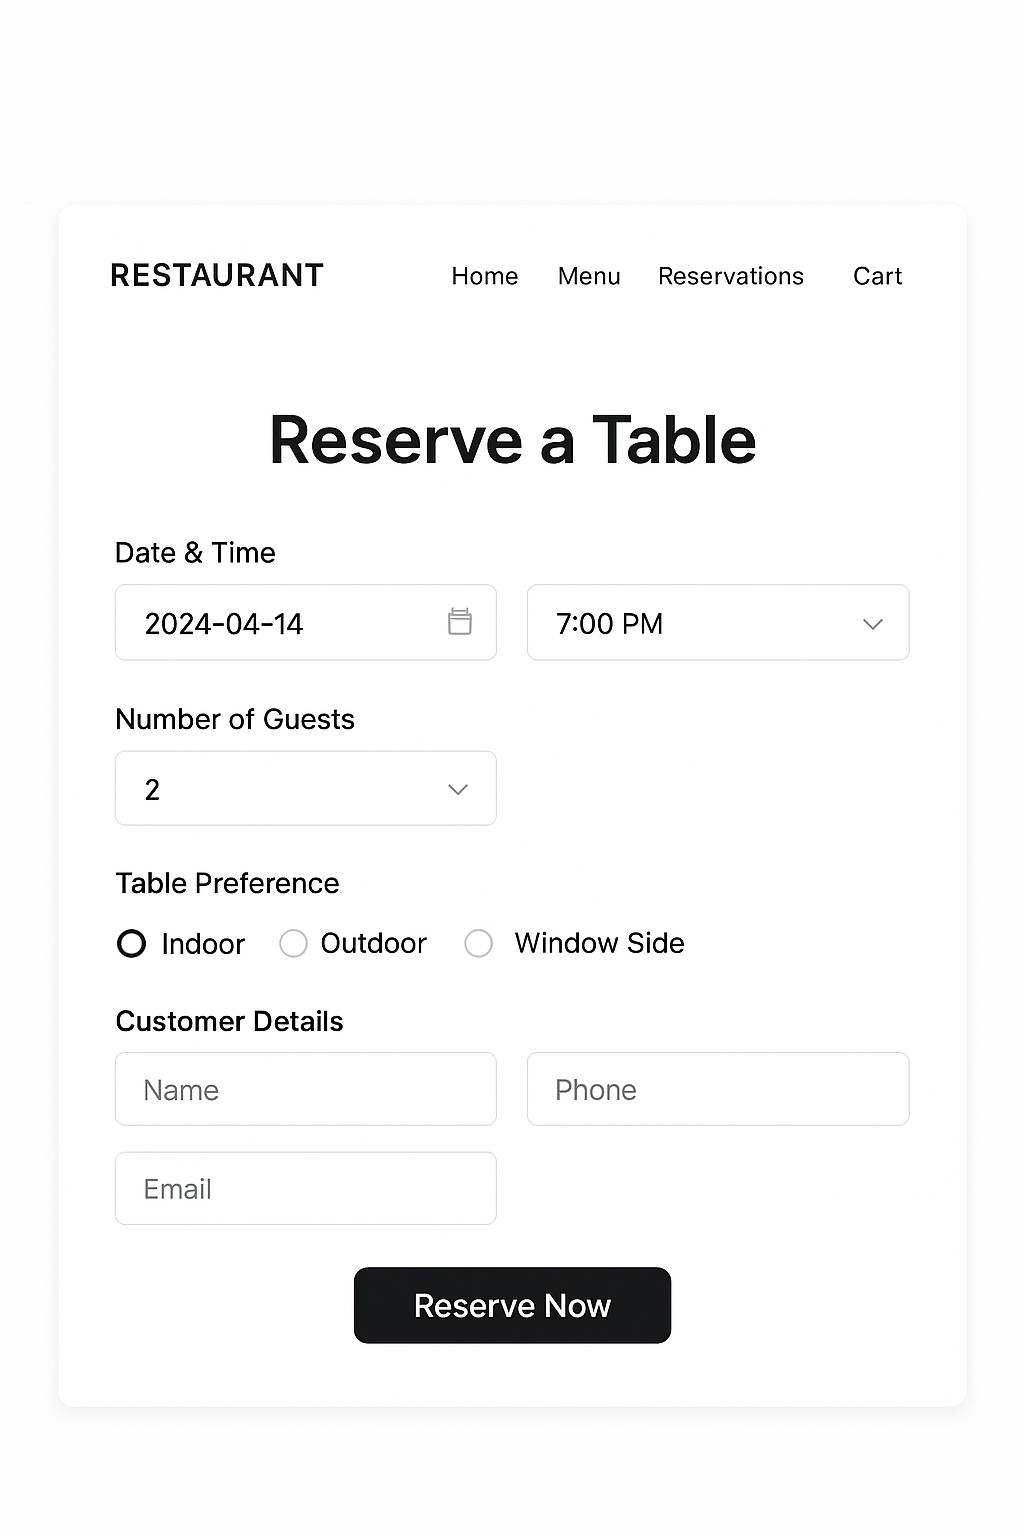 RESTAURANT Home Menu Reservations Cart
Reserve a Table
Date & Time
2024-04-14 7:00 PM
Number of Guests
2
Table Preference
Indoor Outdoor Window Side
Customer Details
Name Phone
Email
Reserve Now